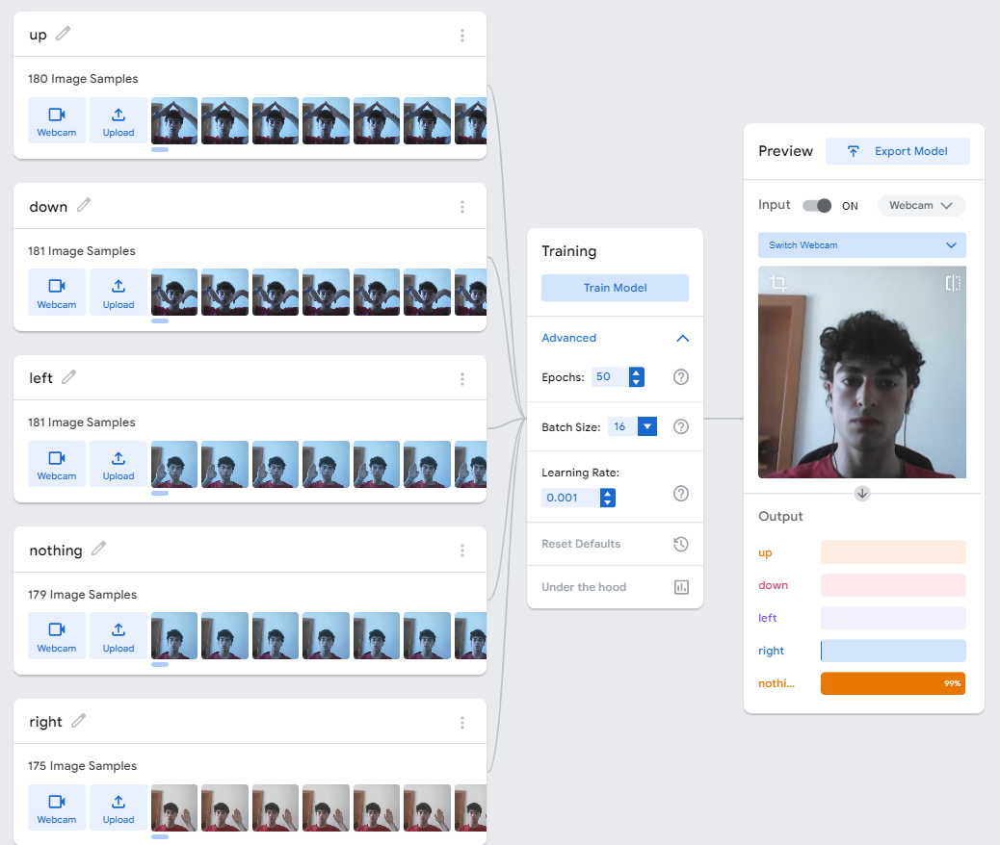 up
180 Image Samples
Webcam
Upload
down
181 Image Samples
Webcam
Upload
left
181 Image Samples
Webcam
Upload
nothing
179 Image Samples
Webcam
Upload
right
175 Image Samples
Webcam
Upload
Training
Train Model
Advanced
Epochs: 50
Batch Size: 16
Learning Rate:
0.001
Reset Defaults
Under the hood
Preview
Export Model
Input ON Webcam
Switch Webcam
Output
up
down
left
right
nothi... 99%